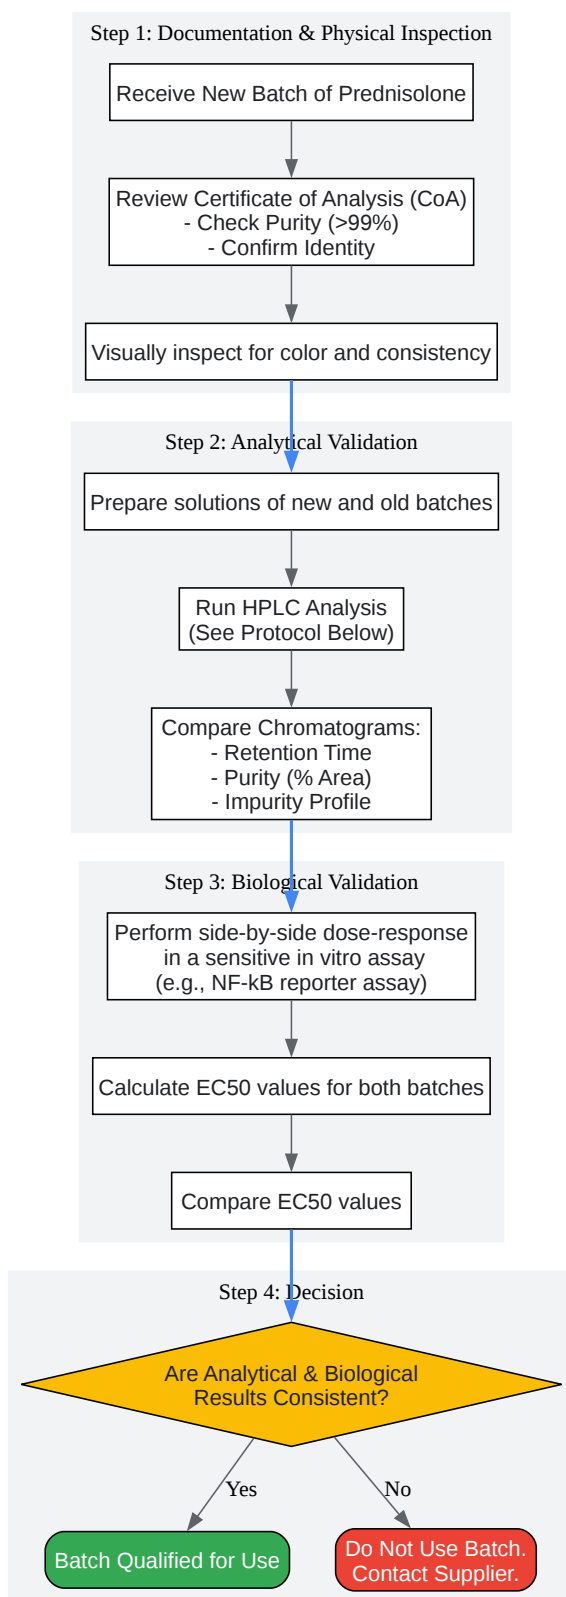 Step 1: Documentation & Physical Inspection
Receive New Batch of Prednisolone
Review Certificate of Analysis (CoA)
- Check Purity (>99%)
- Confirm Identity
Visually inspect for color and consistency
Step 2: Analytical Validation
Prepare solutions of new and old batches
Run HPLC Analysis
(See Protocol Below)
Compare Chromatograms:
- Retention Time
- Purity (% Area)
- Impurity Profile
Step 3: Biological Validation
Perform side-by-side dose-response
in a sensitive in vitro assay
(e.g., NF-kB reporter assay)
Calculate EC50 values for both batches
Compare EC50 values
Step 4: Decision
Are Analytical & Biological
Results Consistent?
Yes
No
Batch Qualified for Use
Do Not Use Batch.
Contact Supplier.